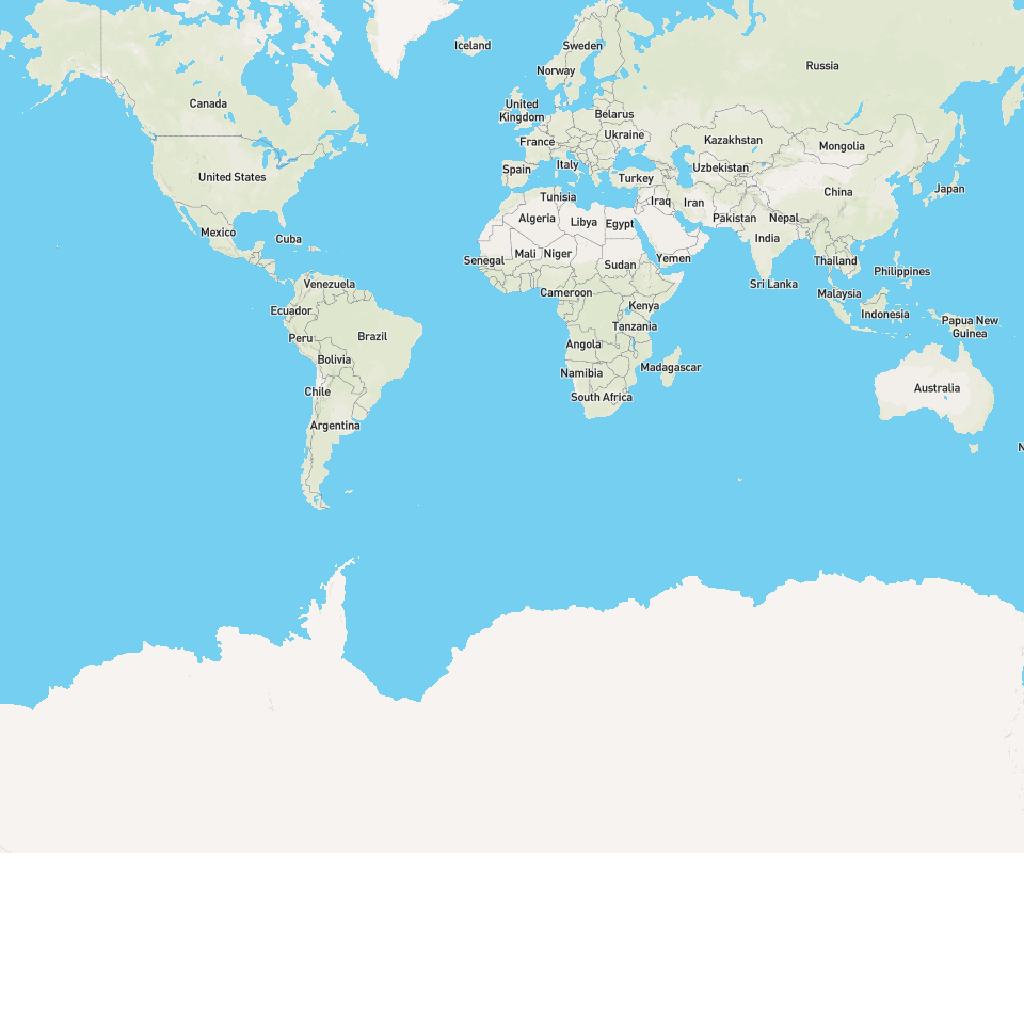 Iceland
Sweden
Russia
Norway
Canada
United
Kingdom
Belarus
Ukraine
France
Kazakhstan
Mongolia
Italy
Spain
Uzbekistan
United States
Turkey
China
Japan
Tunisia
Iraq
Iran
Algeria
Libya
Egypt
Pakistan
Nepal
Mexico
Cuba
India
Mali
Niger
Senegal
Sudan
Yemen
Thailand
Philippines
Venezuela
Sri Lanka
Cameroon
Malaysia
Ecuador
Kenya
Indonesia
Papua New
Guinea
Tanzania
Peru
Brazil
Angola
Bolivia
Madagascar
Namibia
Chile
Australia
South Africa
Argentina
N